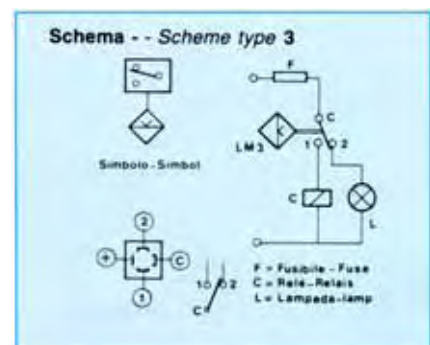 Schema - - Scheme type 3
F
C
LM3
1 2
Simbolo - Simbol
C
L
2
+ C
1
1 2
C
F = Fusibile - Fuse
C = Relè - Relais
L = Lampada - lamp